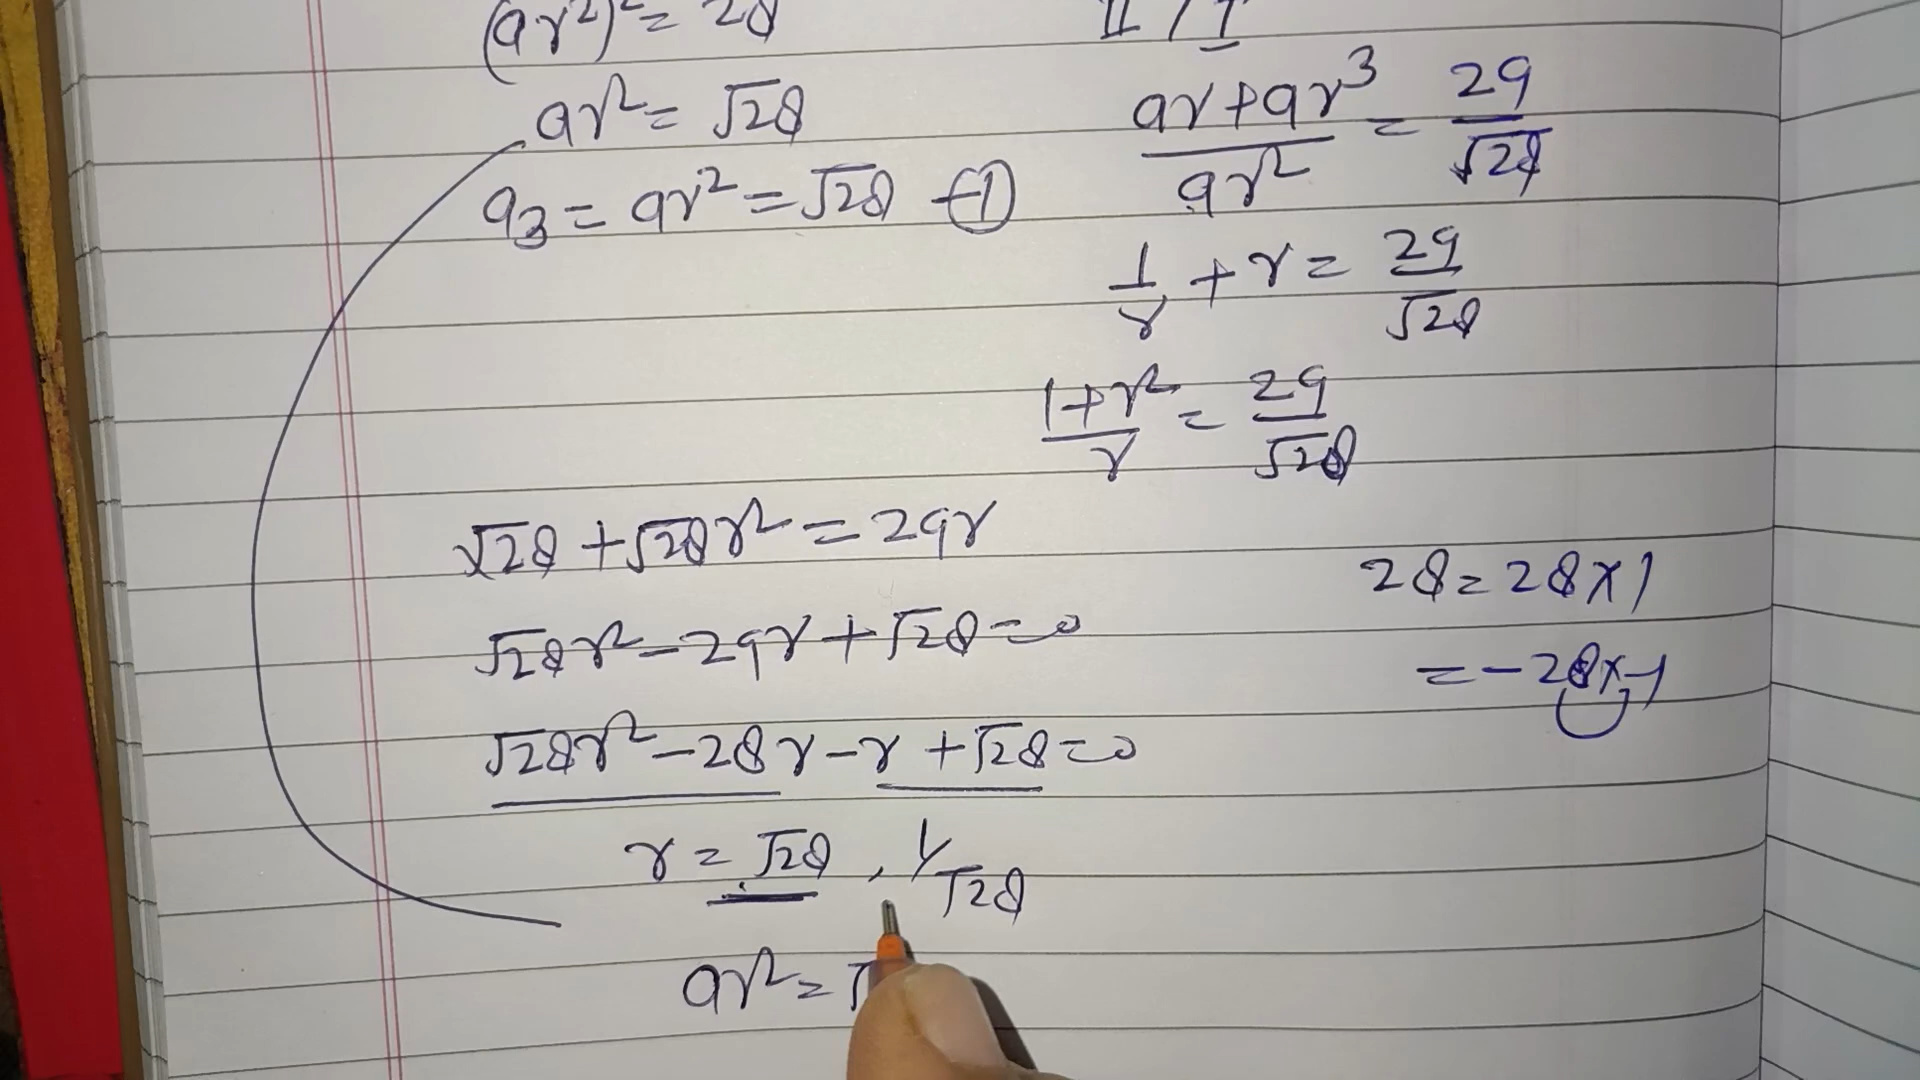 (ar²)² = 28
ar² = √28
a₃ = ar² = √28 —①
II / I
(ar + ar³)/ar² = 29/√28
1/r + r = 29/√28
(1 + r²)/r = 29/√28
√28 + √28r² = 29r
√28r² − 29r + √28 = 0
√28r² − 28r − r + √28 = 0
r = √28 , 1/√28
ar² = √
28 = 28 × 1
= −28 × −1